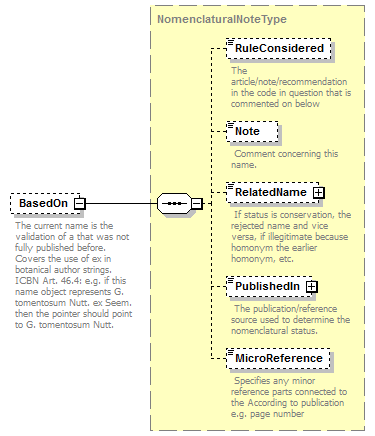 NomenclaturalNoteType
RuleConsidered
The
article/note/recommendation
in the code in question that is
commented on below
Note
Comment concerning this
name.
RelatedName
If status is conservation, the
rejected name and vice
versa, if illegitimate because
homonym the earlier
homonym, etc.
BasedOn
The current name is the
validation of a that was not
fully published before.
Covers the use of ex in
botanical author strings.
ICBN Art. 46.4: e.g. if this
name object represents G.
tomentosum Nutt. ex Seem.
then the pointer should point
to G. tomentosum Nutt.
PublishedIn
The publication/reference
source used to determine the
nomenclatural status.
MicroReference
Specifies any minor
reference parts connected to
the According to publication
e.g. page number